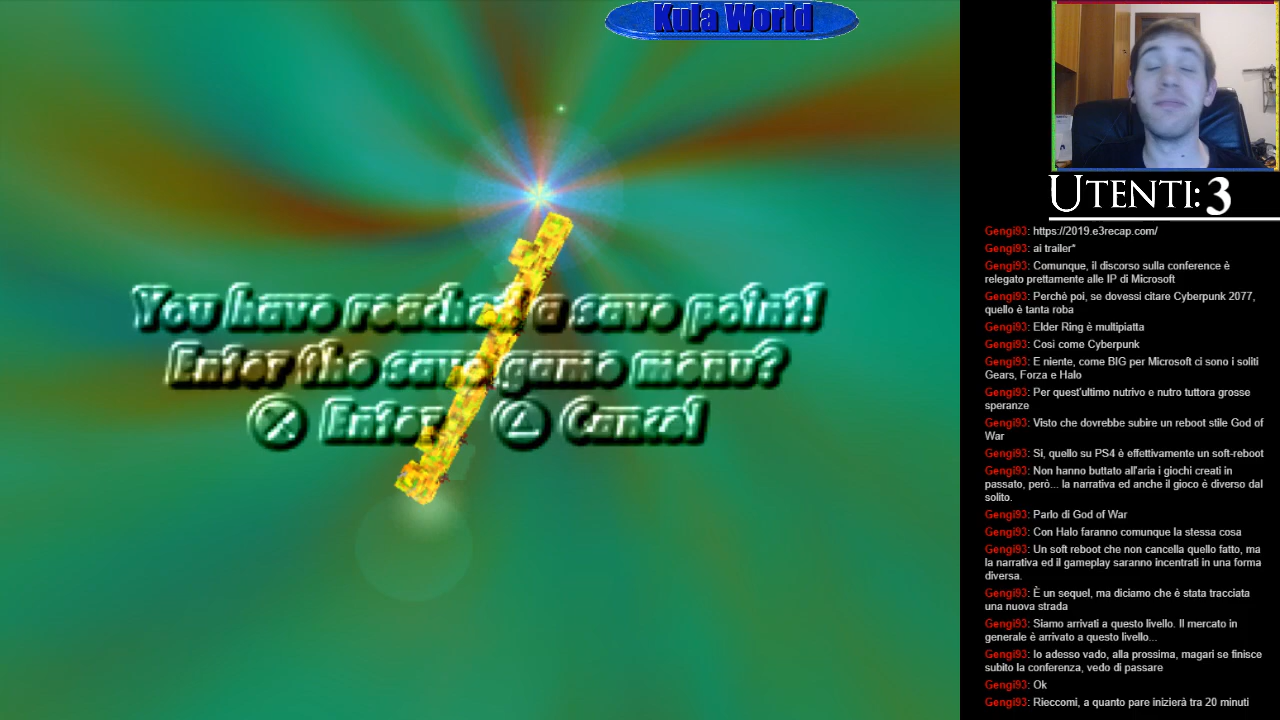 Kula World
You have reached a save point!
Enter the save game menu?
Enter Cancel
UTENTI: 3
Gengi93: https://2019.e3recap.com/
Gengi93: ai trailer*
Gengi93: Comunque, il discorso sulla conference è
relegato prettamente alle IP di Microsoft
Gengi93: Perchè poi, se dovessi citare Cyberpunk 2077,
quello è tanta roba
Gengi93: Elder Ring è multipiatta
Gengi93: Cosi come Cyberpunk
Gengi93: E niente, come BIG per Microsoft ci sono i soliti
Gears, Forza e Halo
Gengi93: Per quest'ultimo nutrivo e nutro tuttora grosse
speranze
Gengi93: Visto che dovrebbe subire un reboot stile God of
War
Gengi93: Si, quello su PS4 è effettivamente un soft-reboot
Gengi93: Non hanno buttato all'aria i giochi creati in
passato, però... la narrativa ed anche il gioco è diverso dal
solito.
Gengi93: Parlo di God of War
Gengi93: Con Halo faranno comunque la stessa cosa
Gengi93: Un soft reboot che non cancella quello fatto, ma
la narrativa ed il gameplay saranno incentrati in una forma
diversa.
Gengi93: È un sequel, ma diciamo che è stata tracciata
una nuova strada
Gengi93: Siamo arrivati a questo livello. Il mercato in
generale è arrivato a questo livello...
Gengi93: Io adesso vado, alla prossima, magari se finisce
subito la conferenza, vedo di passare
Gengi93: Ok
Gengi93: Rieccomi, a quanto pare inizierà tra 20 minuti